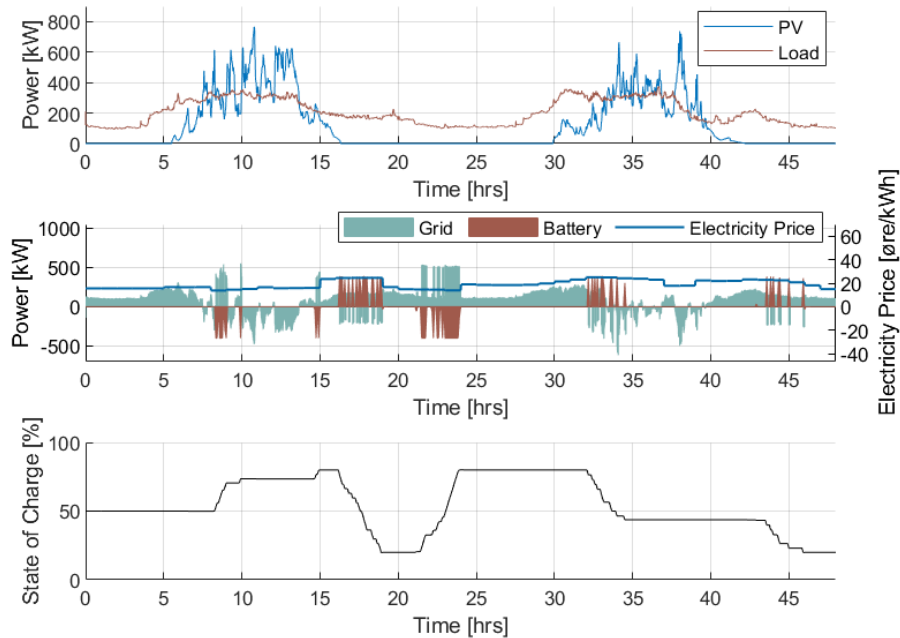 800
600
400
200
0
Power [kW]
PV
Load
0 5 10 15 20 25 30 35 40 45
Time [hrs]
1000
500
0
-500
Power [kW]
Grid Battery Electricity Price
60
40
20
0
-20
-40
Electricity Price [øre/kWh]
0 5 10 15 20 25 30 35 40 45
Time [hrs]
100
50
0
State of Charge [%]
0 5 10 15 20 25 30 35 40 45
Time [hrs]